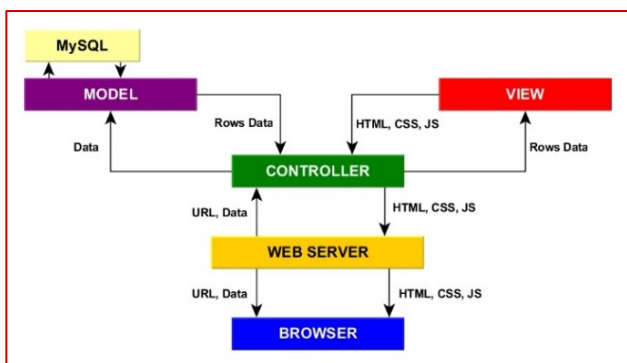 MySQL
MODEL
VIEW
Rows Data
HTML, CSS, JS
Data
Rows Data
CONTROLLER
URL, Data
HTML, CSS, JS
WEB SERVER
URL, Data
HTML, CSS, JS
BROWSER